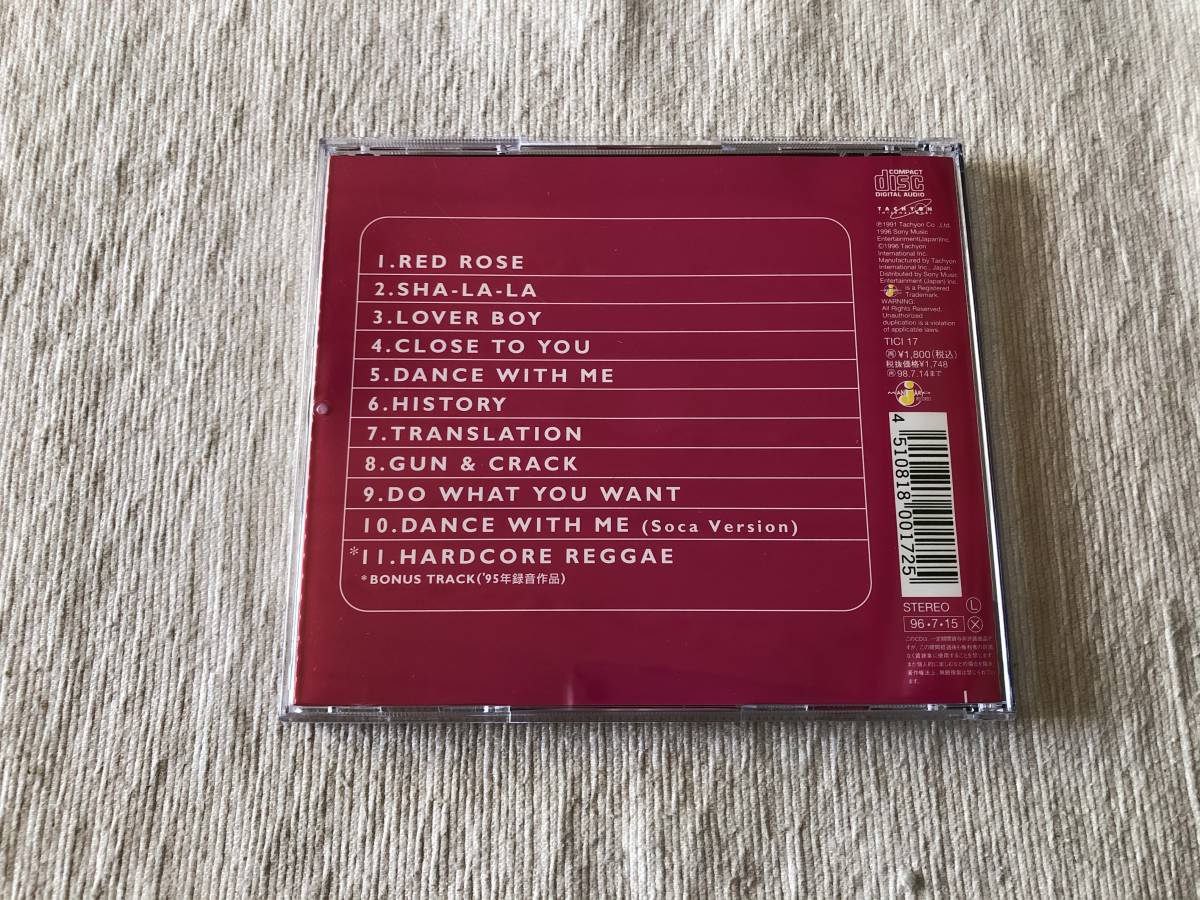 1.RED ROSE
2.SHA-LA-LA
3.LOVER BOY
4.CLOSE TO YOU
5.DANCE WITH ME
6.HISTORY
7.TRANSLATION
8.GUN & CRACK
9.DO WHAT YOU WANT
10.DANCE WITH ME (Soca Version)
*11.HARDCORE REGGAE
*BONUS TRACK('95年録音作品)
COMPACT
disc
DIGITAL AUDIO
TACHYON
INTERNATIONAL
℗1991 Tachyon Co.,Ltd.
1996 Sony Music
Entertainment(Japan)Inc.
©1996 Tachyon
International Inc.
Manufactured by Tachyon
International Inc., Japan.
Distributed by Sony Music
Entertainment (Japan) Inc.
is a Registered
Trademark.
WARNING:
All Rights Reserved.
Unauthorized
duplication is a violation
of applicable laws.
TICI 17
再 ¥1,800(税込)
税抜価格¥1,748
再 98.7.14まで
4510818001725
STEREO L
96・7・15 X